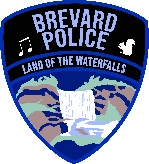 BREVARD
POLICE
LAND OF THE WATERFALLS